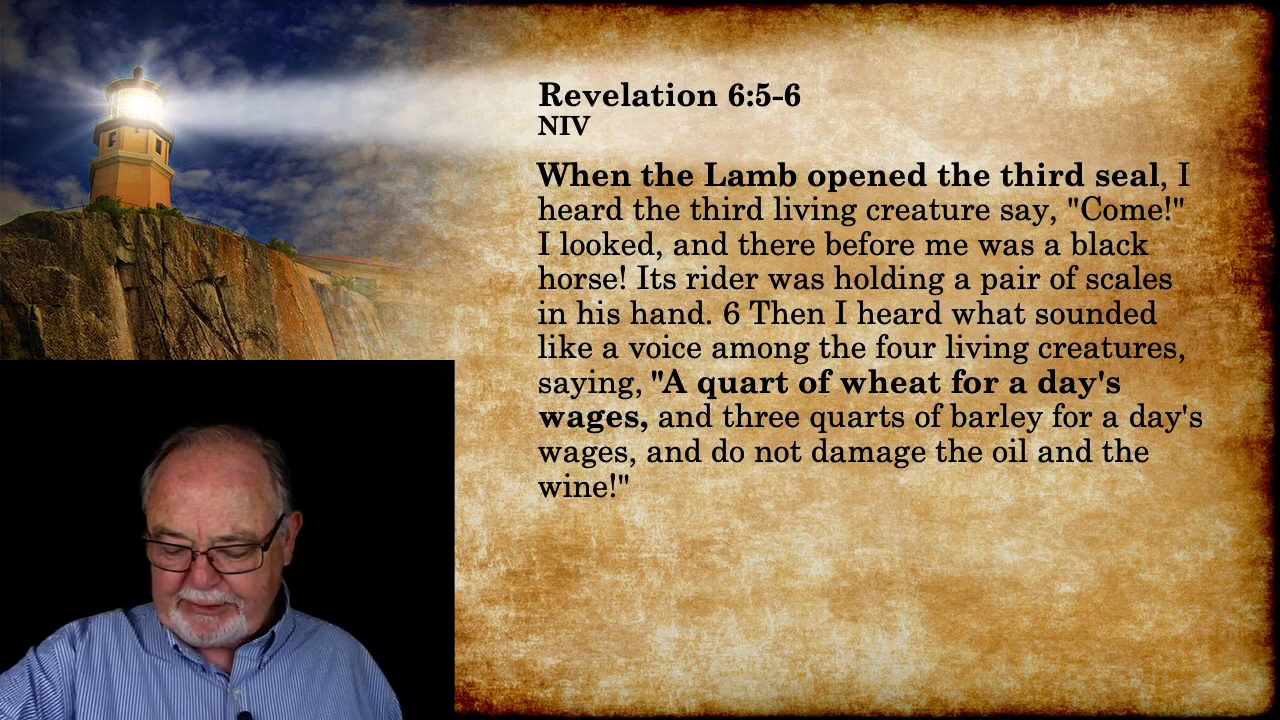 Revelation 6:5-6
NIV
When the Lamb opened the third seal, I
heard the third living creature say, "Come!"
I looked, and there before me was a black
horse! Its rider was holding a pair of scales
in his hand. 6 Then I heard what sounded
like a voice among the four living creatures,
saying, "A quart of wheat for a day's
wages, and three quarts of barley for a day's
wages, and do not damage the oil and the
wine!"